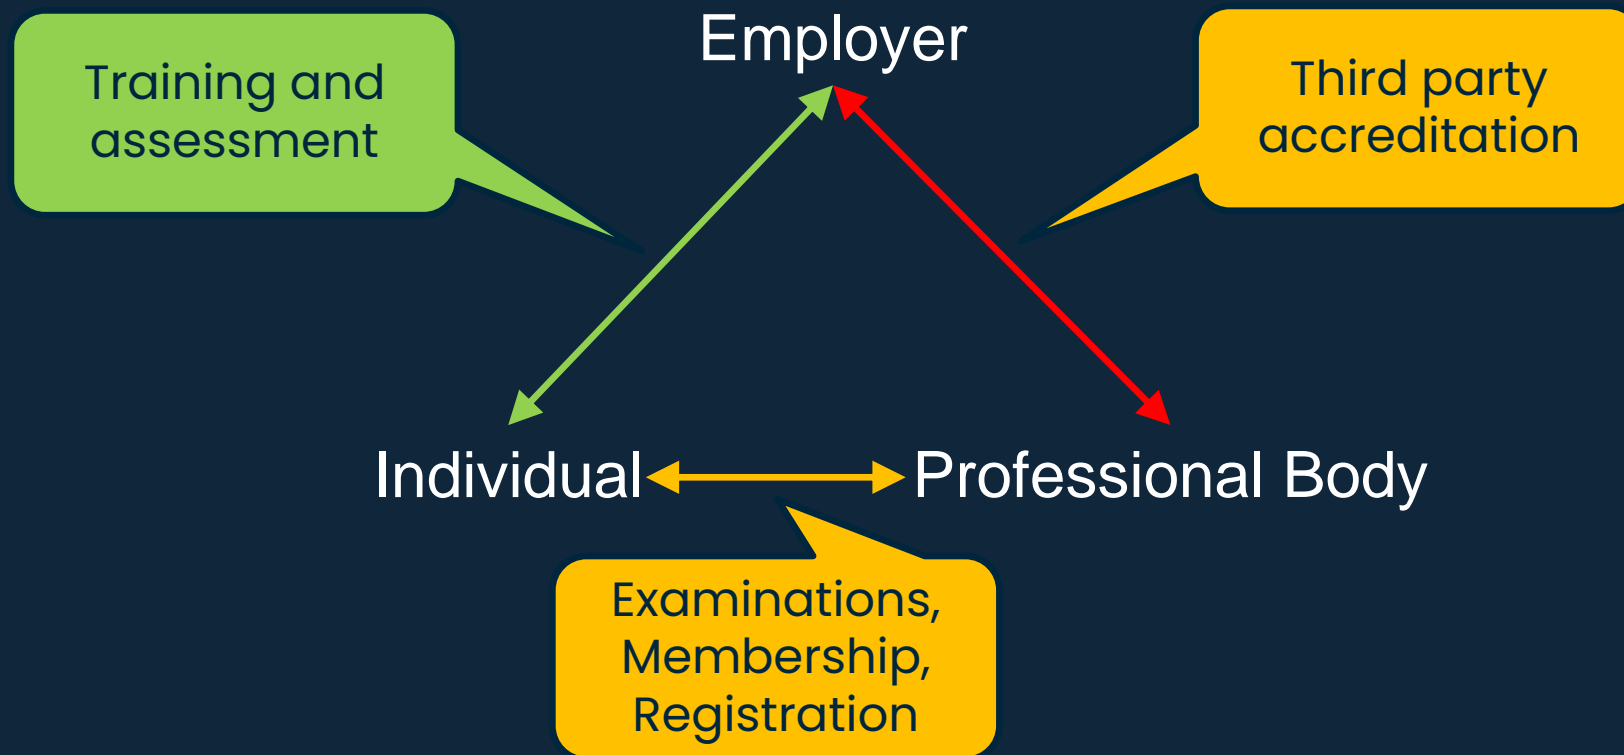 Employer
Training and
assessment
Third party
accreditation
Individual
Professional Body
Examinations,
Membership,
Registration